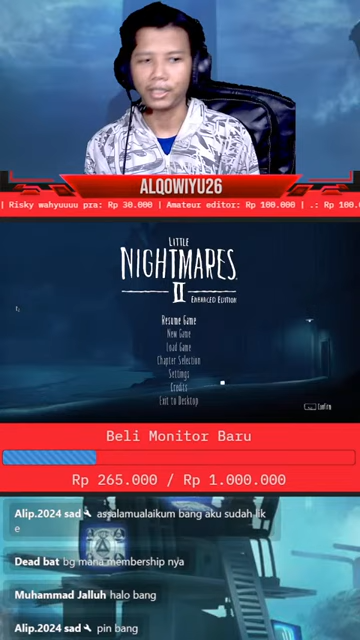 ALQOWIYU26
| Risky wahyuuuu pra: Rp 30.000 | Amateur editor: Rp 100.000 | .: Rp 100.0
LITTLE
NIGHTMARES
II
ENHANCED EDITION
Resume Game
New Game
Load Game
Chapter Selection
Settings
Credits
Exit to Desktop
Confirm
Beli Monitor Baru
Rp 265.000 / Rp 1.000.000
Alip.2024 sad assalamualaikum bang aku sudah lik
e
Dead bat bg mana membership nya
Muhammad Jalluh halo bang
Alip.2024 sad pin bang